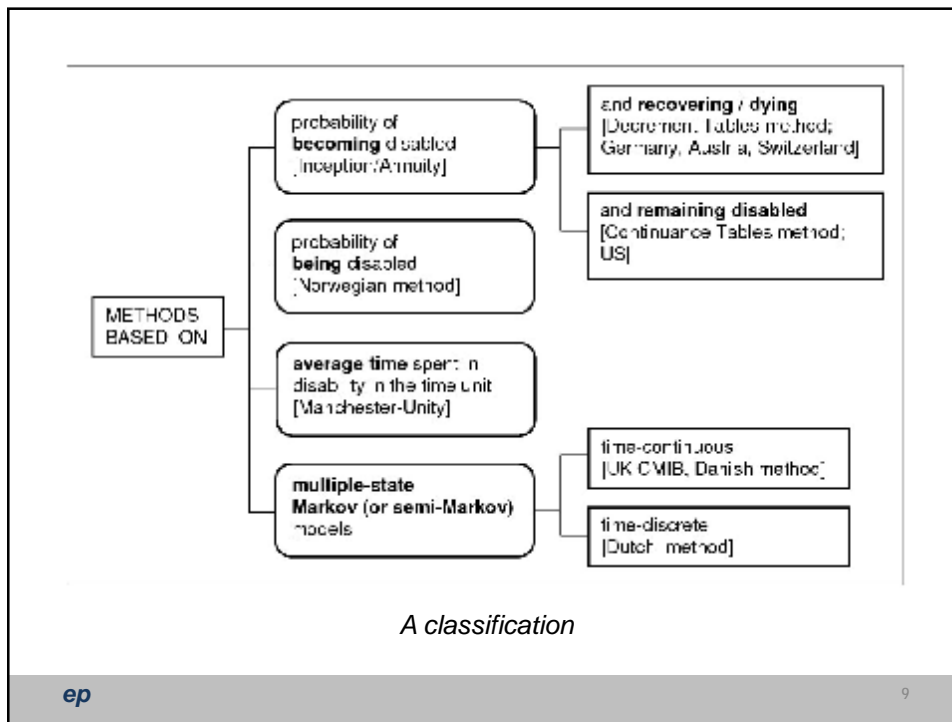 METHODS
BASED ON
probability of
becoming disabled
[Inception/Annuity]
and recovering / dying
[Decrement Tables method;
Germany, Austria, Switzerland]
and remaining disabled
[Continuance Tables method;
US]
probability of
being disabled
[Norwegian method]
average time spent in
disability in the time unit
[Manchester-Unity]
multiple-state
Markov (or semi-Markov)
models
time-continuous
[UK CMIB, Danish method]
time-discrete
[Dutch method]
A classification
ep
9